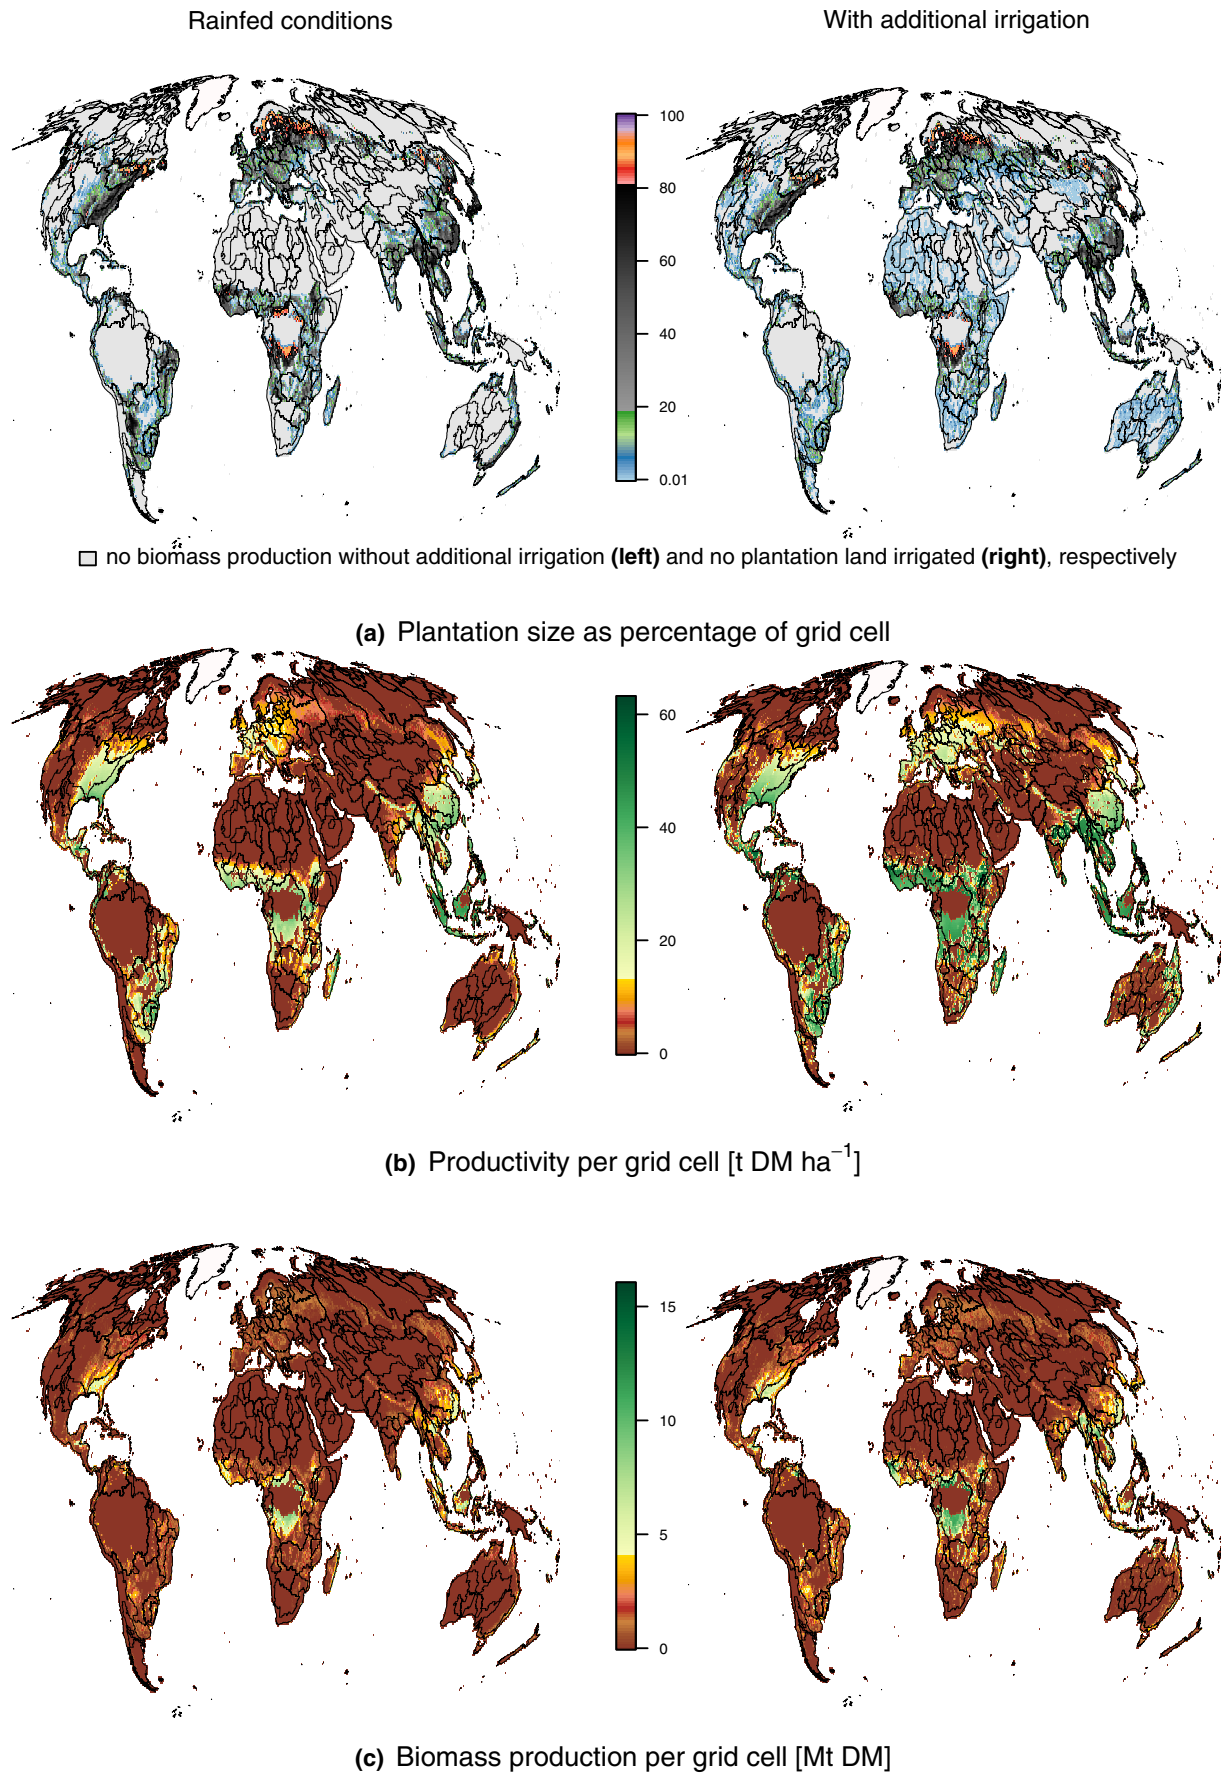 Rainfed conditions
With additional irrigation
100
80
60
40
20
0.01
no biomass production without additional irrigation (left) and no plantation land irrigated (right), respectively
(a) Plantation size as percentage of grid cell
60
40
20
0
(b) Productivity per grid cell [t DM ha⁻¹]
15
10
5
0
(c) Biomass production per grid cell [Mt DM]